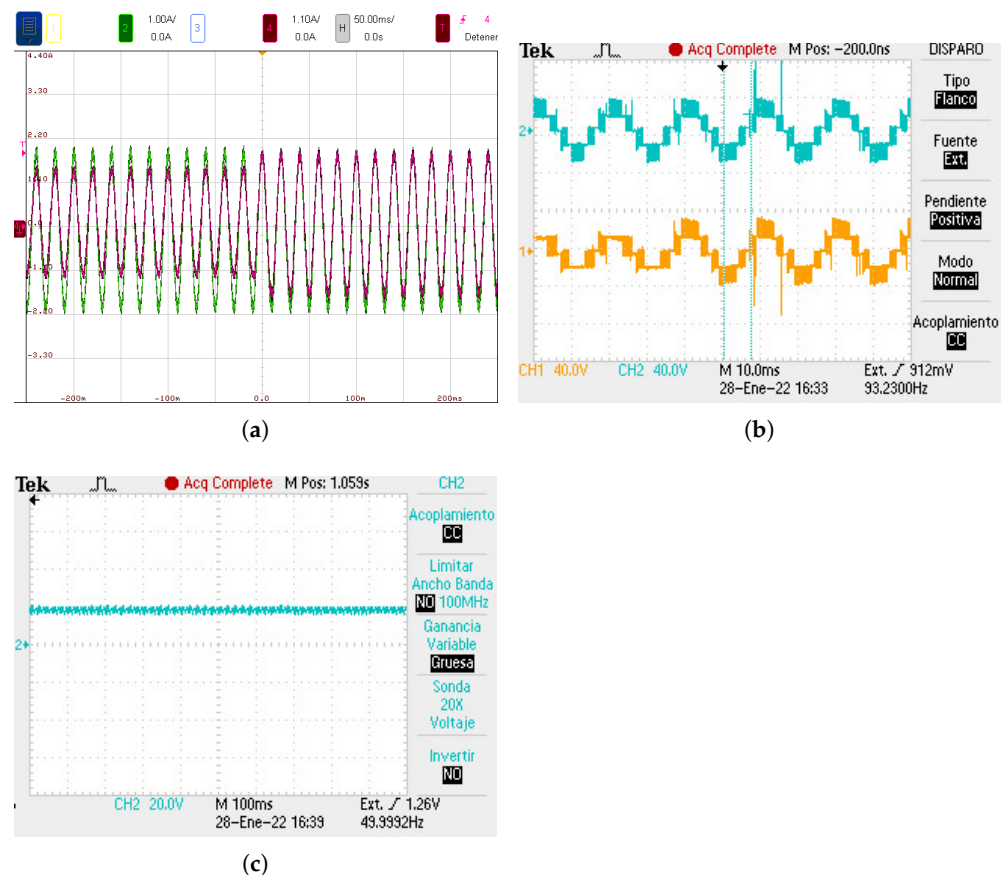 1 2 1.00A/ 0.0A 3 4 1.10A/ 0.0A H 50.00ms/ 0.0s T 4 Detener
4.40A
3.30
2.20
T
-3.30
-200m -100m 0.0 100m 200ms
(a)
Tek Acq Complete M Pos: -200.0ns DISPARO
Tipo
Flanco
2
Fuente
Ext.
Pendiente
Positiva
1
Modo
Normal
Acoplamiento
CC
CH1 40.0V CH2 40.0V M 10.0ms Ext. 912mV
28-Ene-22 16:33 93.2300Hz
(b)
Tek Acq Complete M Pos: 1.059s CH2
Acoplamiento
CC
Limitar
Ancho Banda
NO 100MHz
Ganancia
2 Variable
Gruesa
Sonda
20X
Voltaje
Invertir
NO
CH2 20.0V M 100ms Ext. 1.26V
28-Ene-22 16:39 49.9992Hz
(c)